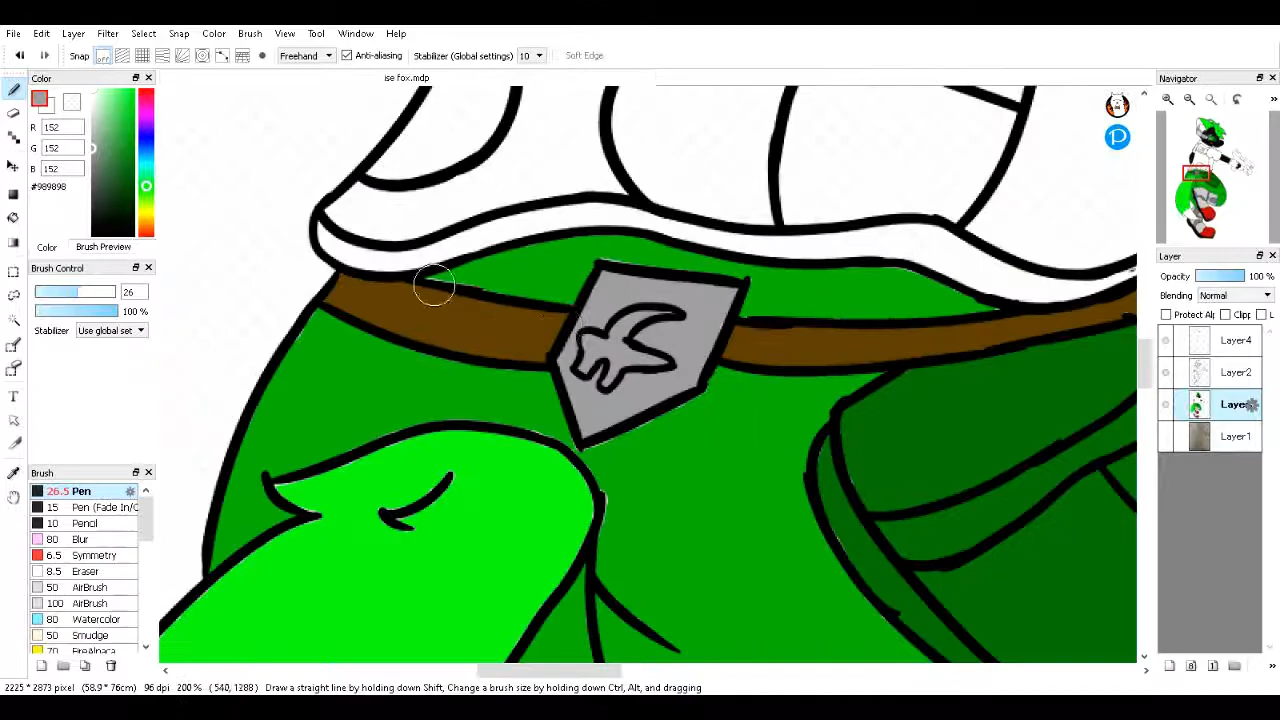 File Edit View Layer Filter Select Snap Color Brush View Tool Window Help
Snap off Freehand Anti-aliasing Stabilizer (Global settings) 10 Soft Edge
Color
ise fox.mdp
Navigator
R 152
G 152
B 152
#989898
Color Brush Preview
Brush Control
26
100 %
Stabilizer Use global set
Brush
26.5 Pen
15 Pen (Fade In/O
10 Pencil
80 Blur
6.5 Symmetry
8.5 Eraser
50 AirBrush
100 AirBrush
80 Watercolor
50 Smudge
70
Layer
Opacity 100 %
Blending Normal
Protect Al Clipp L
Layer4
Layer2
Laye
Layer1
2225 * 2873 pixel (58.9 * 76cm) 96 dpi 200 % ( 540, 1288) Draw a straight line by holding down Shift, Change a brush size by holding down Ctrl, Alt, and dragging